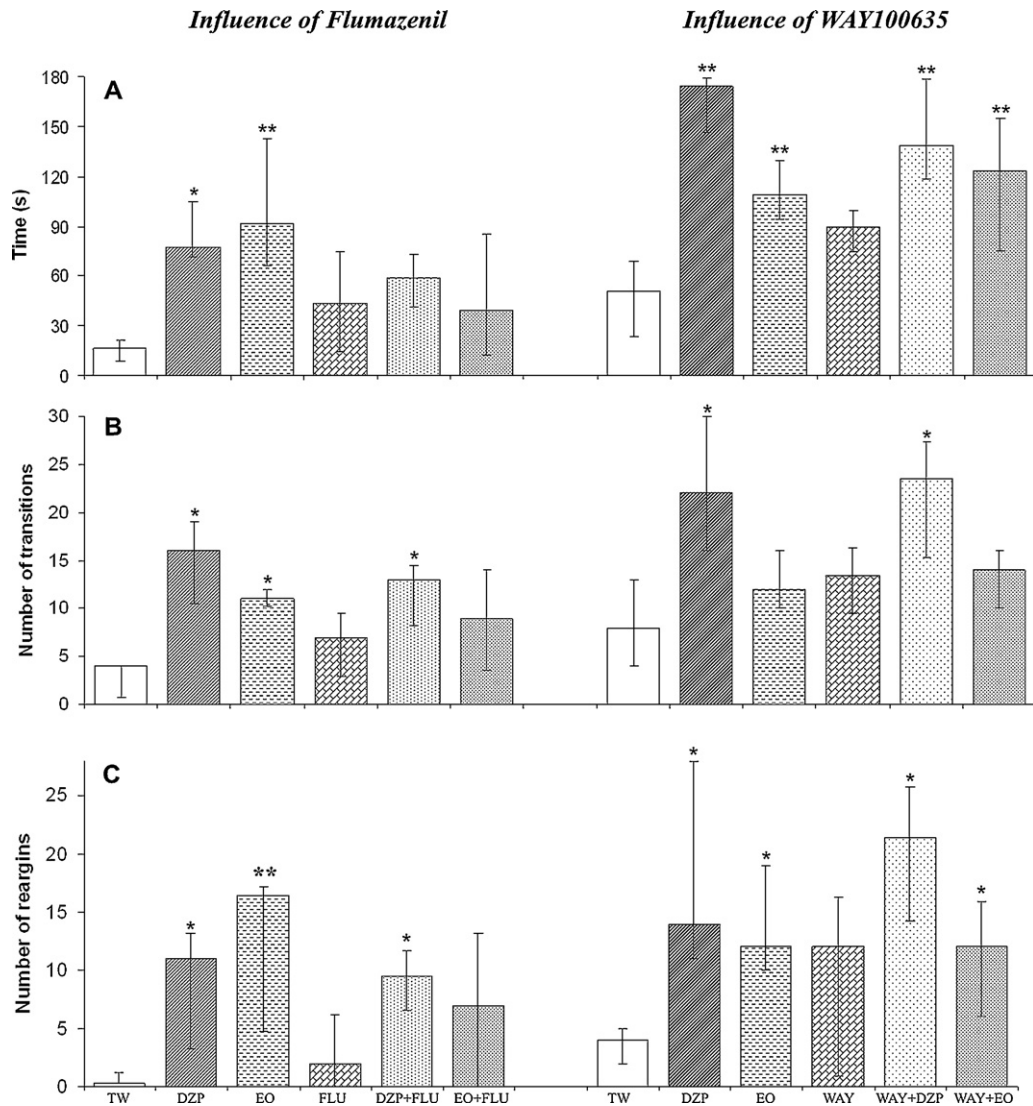 Influence of Flumazenil Influence of WAY100635
A
180
150
120
90
60
30
0
Time (s)
* ** ** ** ** **
B
30
25
20
15
10
5
0
Number of transitions
* * * * *
C
25
20
15
10
5
0
Number of reargins
* ** * * * * *
TW DZP EO FLU DZP+FLU EO+FLU TW DZP EO WAY WAY+DZP WAY+EO